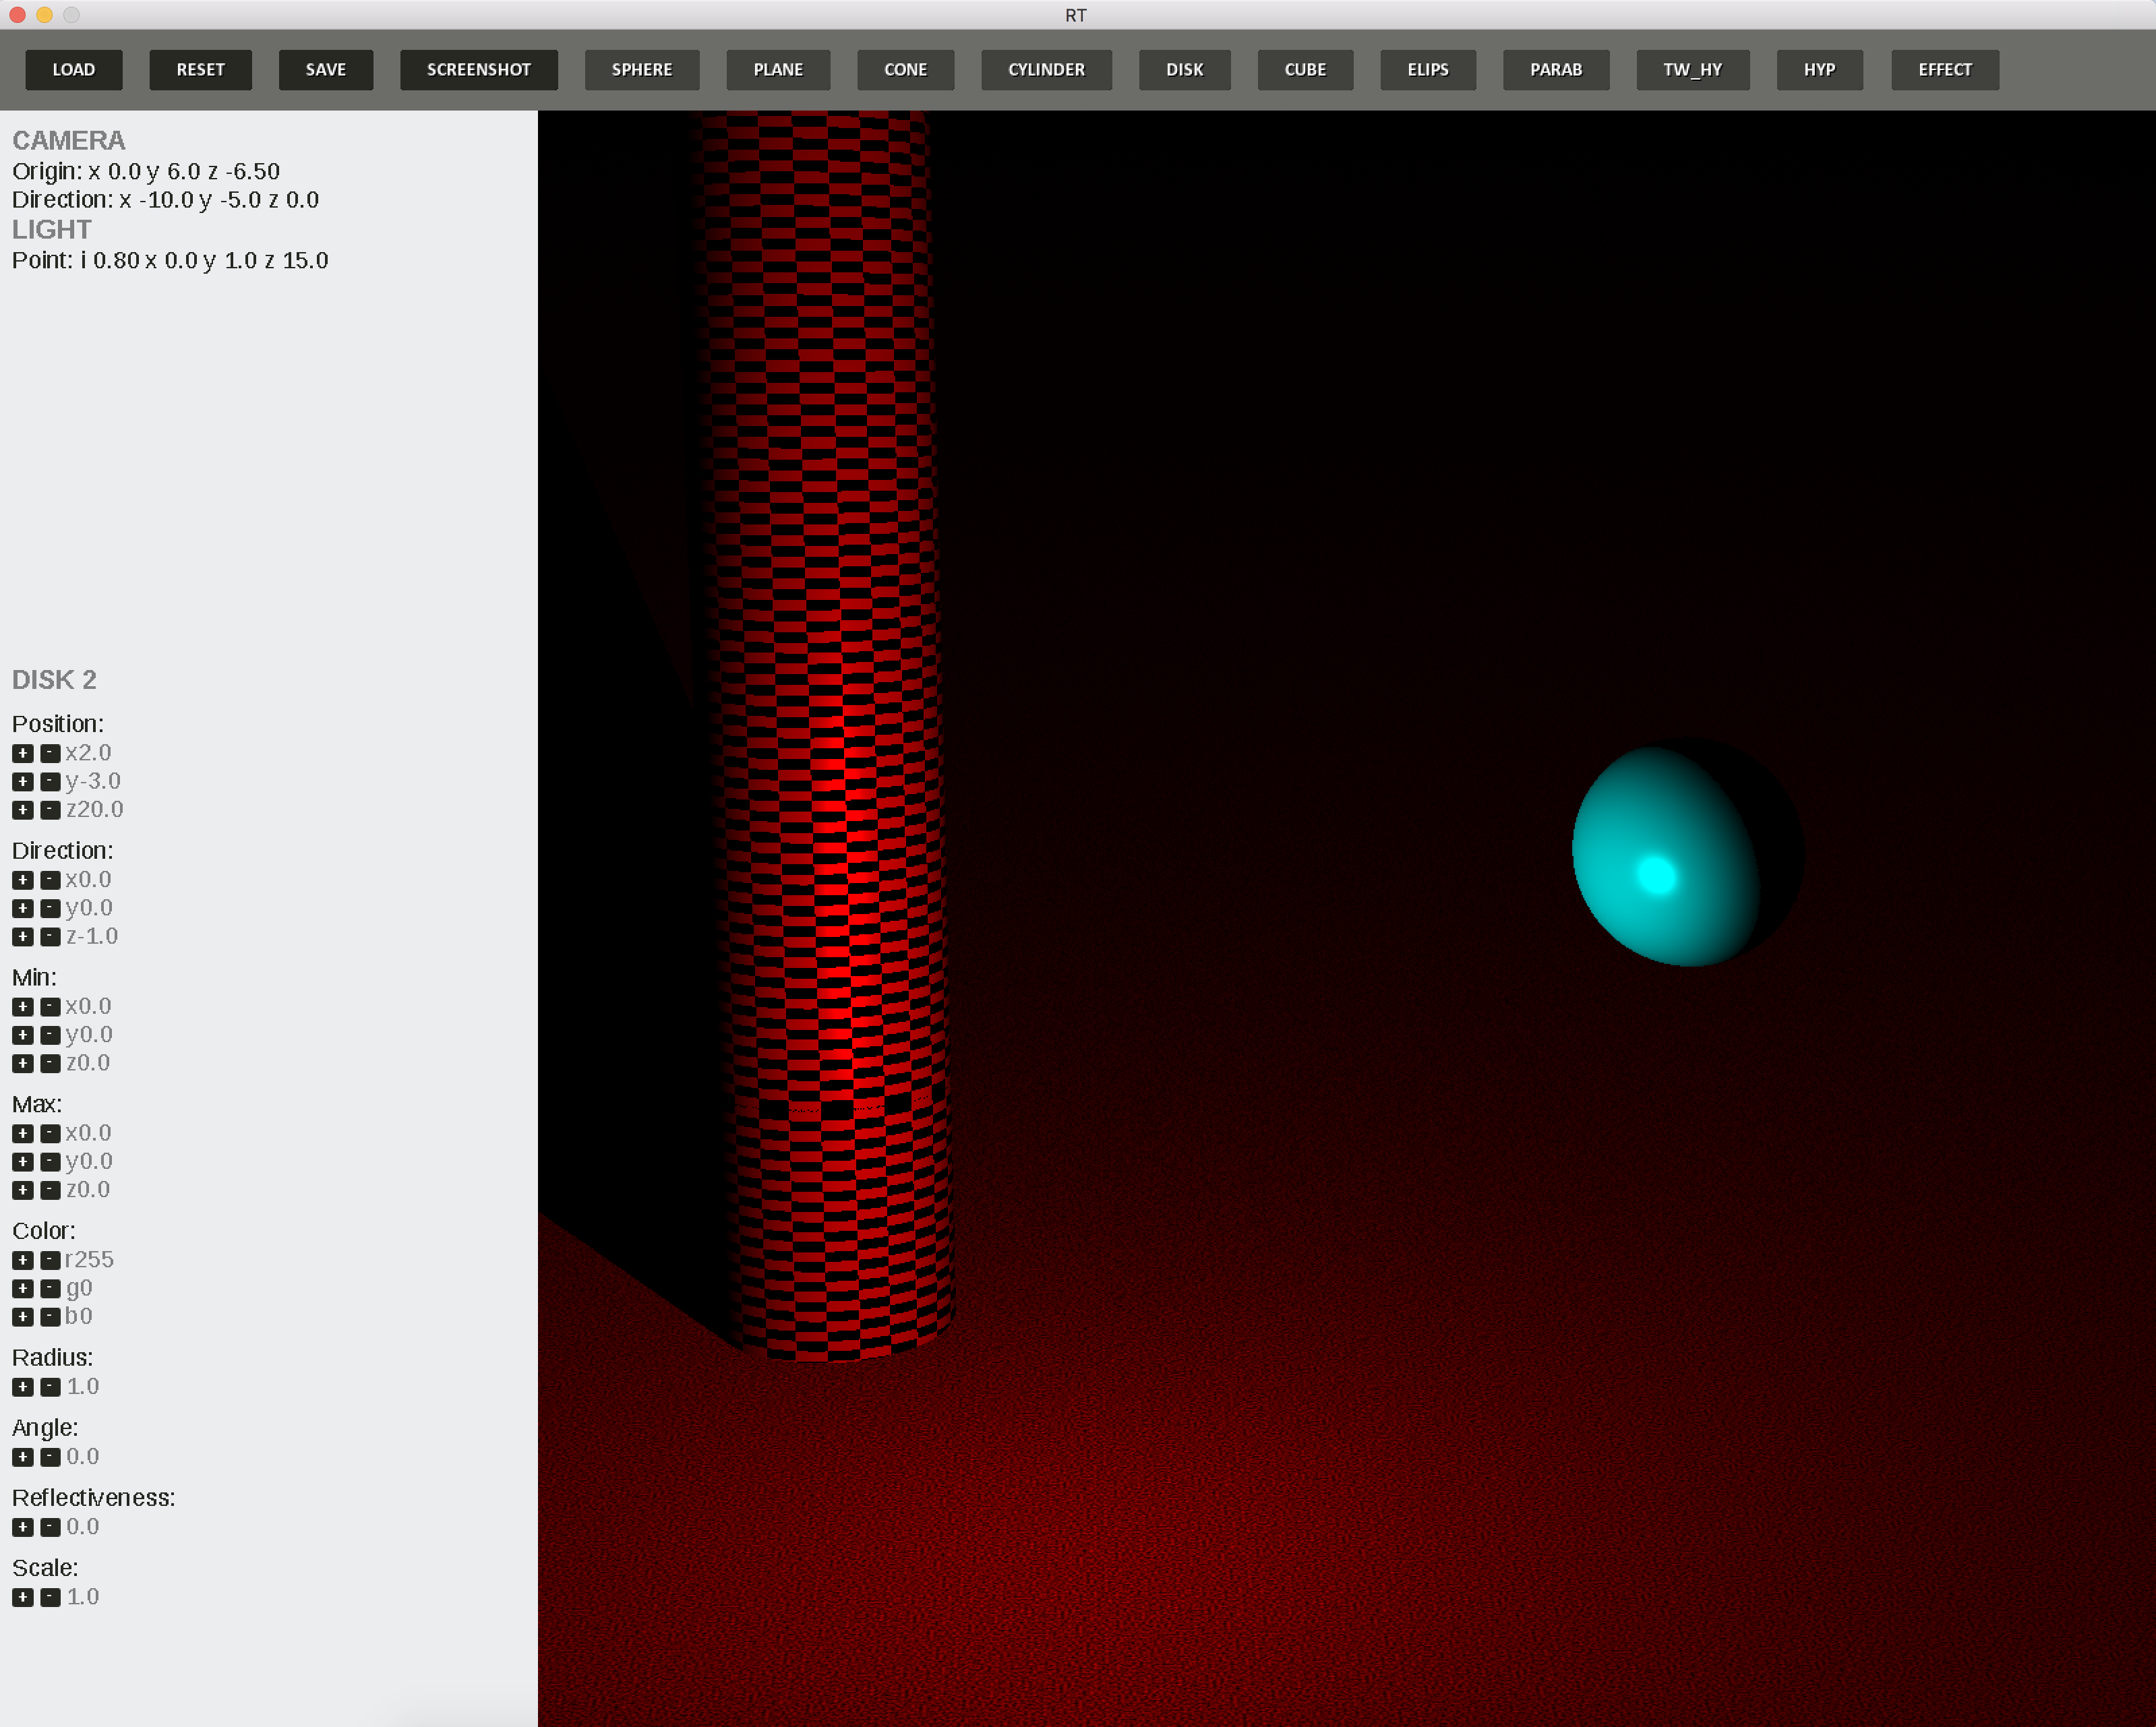 RT
LOAD RESET SAVE SCREENSHOT SPHERE PLANE CONE CYLINDER DISK CUBE ELIPS PARAB TW_HY HYP EFFECT
CAMERA
Origin: x 0.0 y 6.0 z -6.50
Direction: x -10.0 y -5.0 z 0.0
LIGHT
Point: i 0.80 x 0.0 y 1.0 z 15.0
DISK 2
Position:
+ - x2.0
+ - y-3.0
+ - z20.0
Direction:
+ - x0.0
+ - y0.0
+ - z-1.0
Min:
+ - x0.0
+ - y0.0
+ - z0.0
Max:
+ - x0.0
+ - y0.0
+ - z0.0
Color:
+ - r255
+ - g0
+ - b0
Radius:
+ - 1.0
Angle:
+ - 0.0
Reflectiveness:
+ - 0.0
Scale:
+ - 1.0